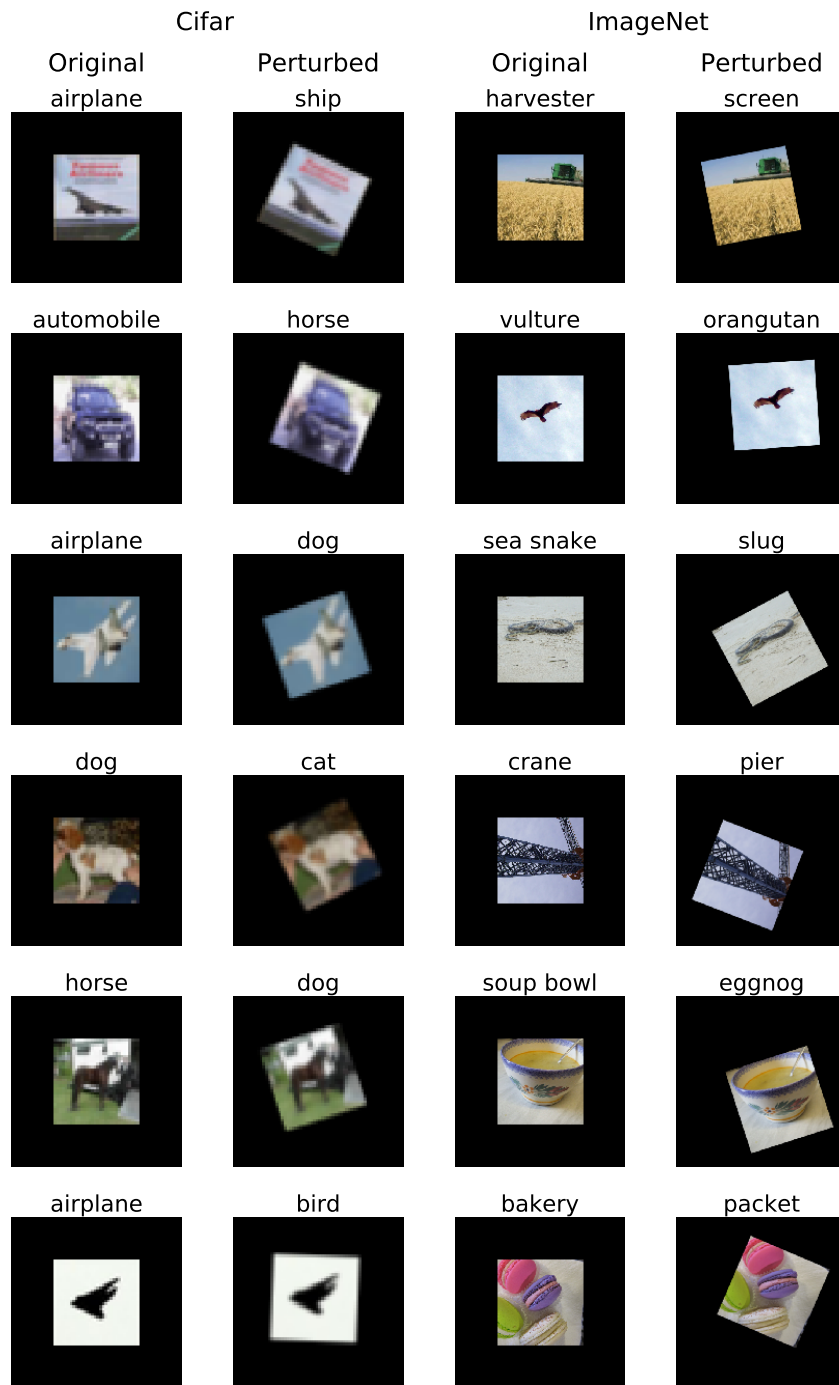 Cifar ImageNet
Original Perturbed Original Perturbed
airplane ship harvester screen
automobile horse vulture orangutan
airplane dog sea snake slug
dog cat crane pier
horse dog soup bowl eggnog
airplane bird bakery packet